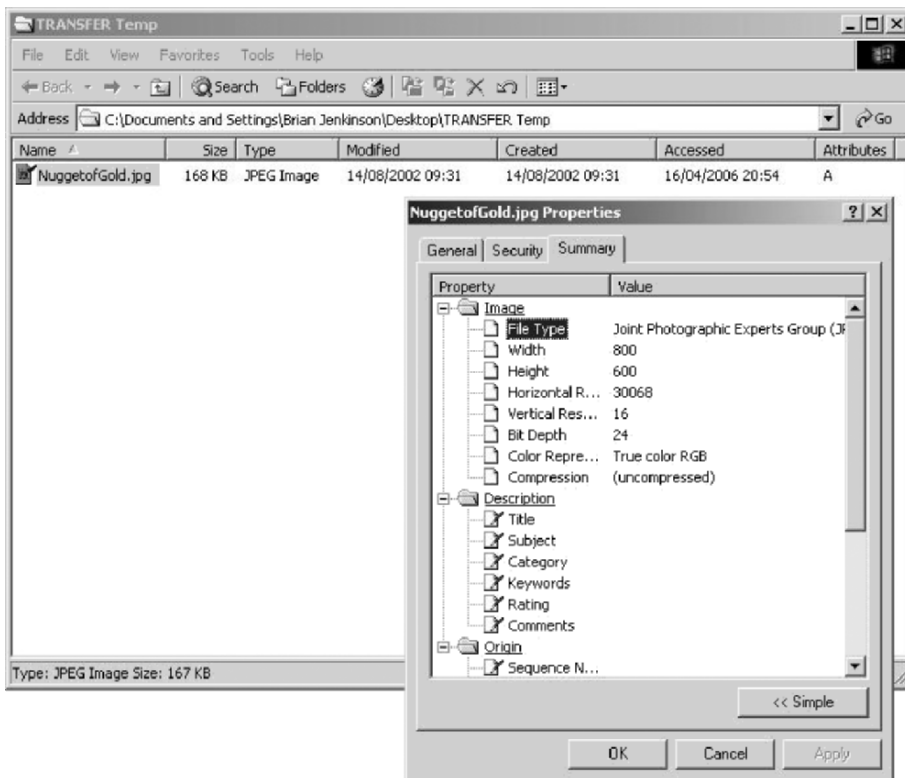 TRANSFER Temp
File Edit View Favorites Tools Help
Back Search Folders
Address C:\Documents and Settings\Brian Jenkinson\Desktop\TRANSFER Temp Go
Name Size Type Modified Created Accessed Attributes
NuggetofGold.jpg 168 KB JPEG Image 14/08/2002 09:31 14/08/2002 09:31 16/04/2006 20:54 A
NuggetofGold.jpg Properties
General Security Summary
Property Value
Image
File Type Joint Photographic Experts Group (JF
Width 800
Height 600
Horizontal R... 30068
Vertical Res... 16
Bit Depth 24
Color Repre... True color RGB
Compression (uncompressed)
Description
Title
Subject
Category
Keywords
Rating
Comments
Origin
Sequence N...
Type: JPEG Image Size: 167 KB
<< Simple
OK Cancel Apply